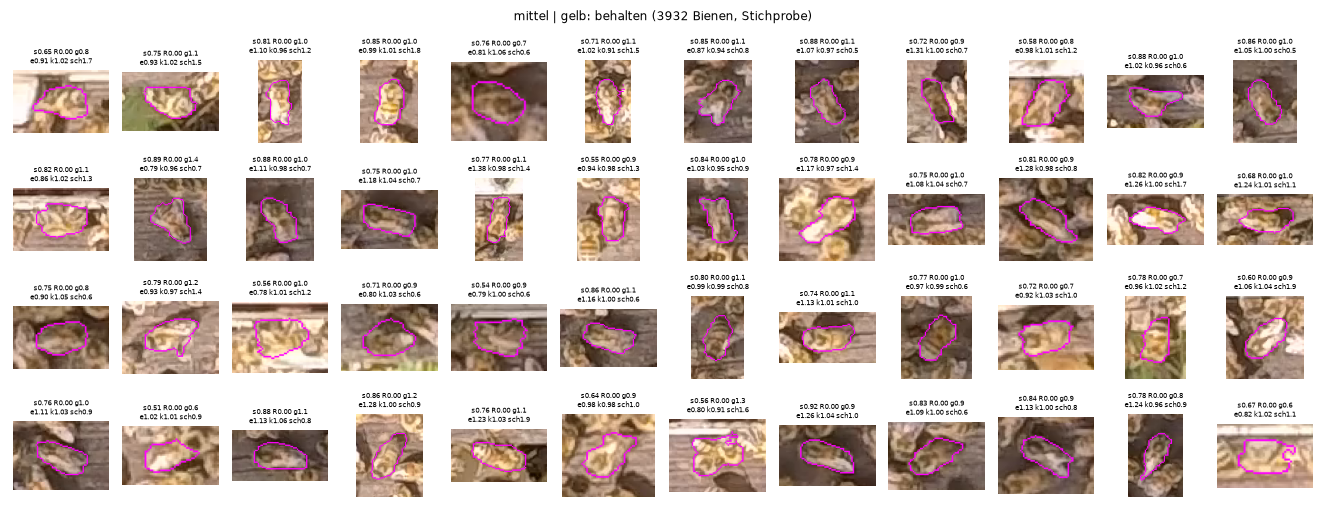 mittel | gelb: behalten (3932 Bienen, Stichprobe)
s0.65 R0.00 g0.8
e0.91 k1.02 sch1.7
s0.75 R0.00 g1.1
e0.93 k1.02 sch1.5
s0.81 R0.00 g1.0
e1.10 k0.96 sch1.2
s0.85 R0.00 g1.0
e0.99 k1.01 sch1.8
s0.76 R0.00 g0.7
e0.81 k1.06 sch0.6
s0.71 R0.00 g1.1
e1.02 k0.91 sch1.5
s0.85 R0.00 g1.1
e0.87 k0.94 sch0.8
s0.88 R0.00 g1.1
e1.07 k0.97 sch0.5
s0.72 R0.00 g0.9
e1.31 k1.00 sch0.7
s0.58 R0.00 g0.8
e0.98 k1.01 sch1.2
s0.88 R0.00 g1.0
e1.02 k0.96 sch0.6
s0.86 R0.00 g1.0
e1.05 k1.00 sch0.5
s0.82 R0.00 g1.1
e0.86 k1.02 sch1.3
s0.89 R0.00 g1.4
e0.79 k0.96 sch0.7
s0.88 R0.00 g1.0
e1.11 k0.98 sch0.7
s0.75 R0.00 g1.0
e1.18 k1.04 sch0.7
s0.77 R0.00 g1.1
e1.38 k0.98 sch1.4
s0.55 R0.00 g0.9
e0.94 k0.98 sch1.3
s0.84 R0.00 g1.0
e1.03 k0.95 sch0.9
s0.78 R0.00 g0.9
e1.17 k0.97 sch1.4
s0.75 R0.00 g1.0
e1.08 k1.04 sch0.7
s0.81 R0.00 g0.9
e1.28 k0.98 sch0.8
s0.82 R0.00 g0.9
e1.26 k1.00 sch1.7
s0.68 R0.00 g1.0
e1.24 k1.01 sch1.1
s0.75 R0.00 g0.8
e0.90 k1.05 sch0.6
s0.79 R0.00 g1.2
e0.93 k0.97 sch1.4
s0.56 R0.00 g1.0
e0.78 k1.01 sch1.2
s0.71 R0.00 g0.9
e0.80 k1.03 sch0.6
s0.54 R0.00 g0.9
e0.79 k1.00 sch0.6
s0.86 R0.00 g1.1
e1.16 k1.00 sch0.6
s0.80 R0.00 g1.1
e0.99 k0.99 sch0.8
s0.74 R0.00 g1.1
e1.13 k1.01 sch1.0
s0.77 R0.00 g1.0
e0.97 k0.99 sch0.6
s0.72 R0.00 g0.7
e0.92 k1.03 sch1.0
s0.78 R0.00 g0.7
e0.96 k1.02 sch1.2
s0.60 R0.00 g0.9
e1.06 k1.04 sch1.9
s0.76 R0.00 g1.0
e1.11 k1.03 sch0.9
s0.51 R0.00 g0.6
e1.02 k1.01 sch0.9
s0.88 R0.00 g1.1
e1.13 k1.06 sch0.8
s0.86 R0.00 g1.2
e1.28 k1.00 sch0.9
s0.76 R0.00 g1.1
e1.23 k1.03 sch1.9
s0.64 R0.00 g0.9
e0.98 k0.98 sch1.0
s0.56 R0.00 g1.3
e0.80 k0.91 sch1.6
s0.92 R0.00 g0.9
e1.26 k1.04 sch1.0
s0.83 R0.00 g0.9
e1.09 k1.00 sch0.6
s0.84 R0.00 g0.9
e1.13 k1.00 sch0.8
s0.78 R0.00 g0.8
e1.24 k0.96 sch0.9
s0.67 R0.00 g0.6
e0.82 k1.02 sch1.1